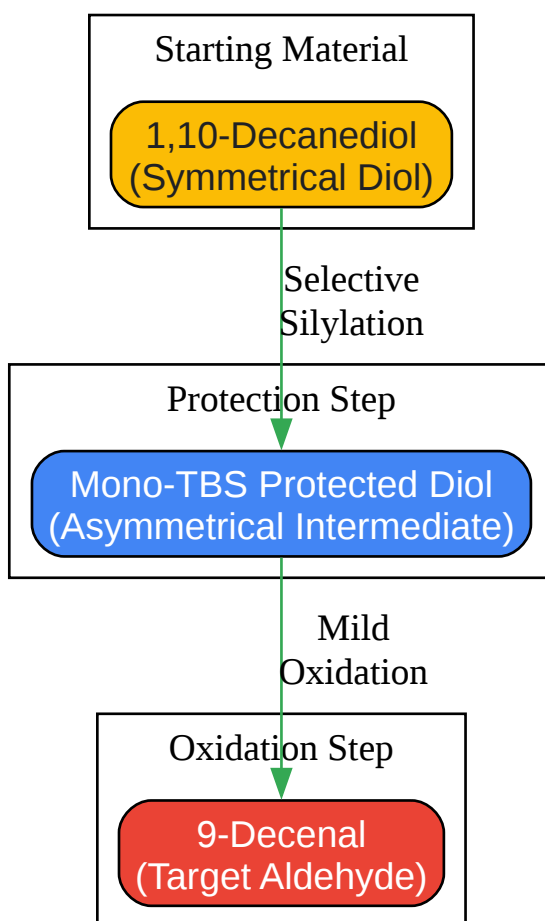 Starting Material
1,10-Decanediol
(Symmetrical Diol)
Selective
Silylation
Protection Step
Mono-TBS Protected Diol
(Asymmetrical Intermediate)
Mild
Oxidation
Oxidation Step
9-Decenal
(Target Aldehyde)